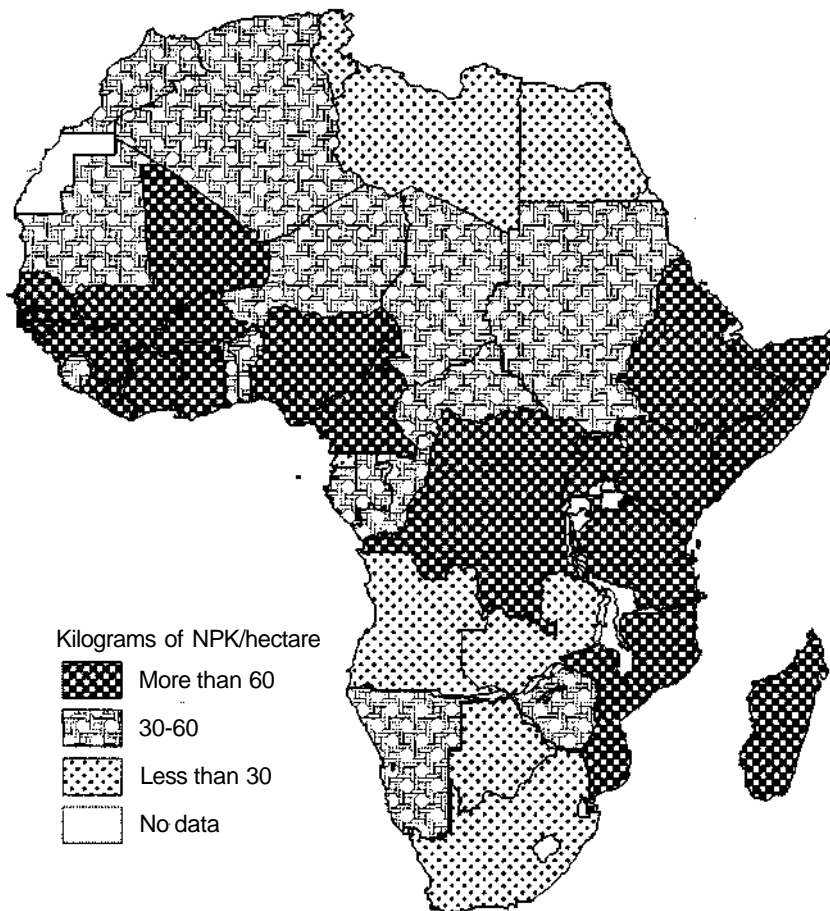 Kilograms of NPK/hectare
More than 60
30-60
Less than 30
No data